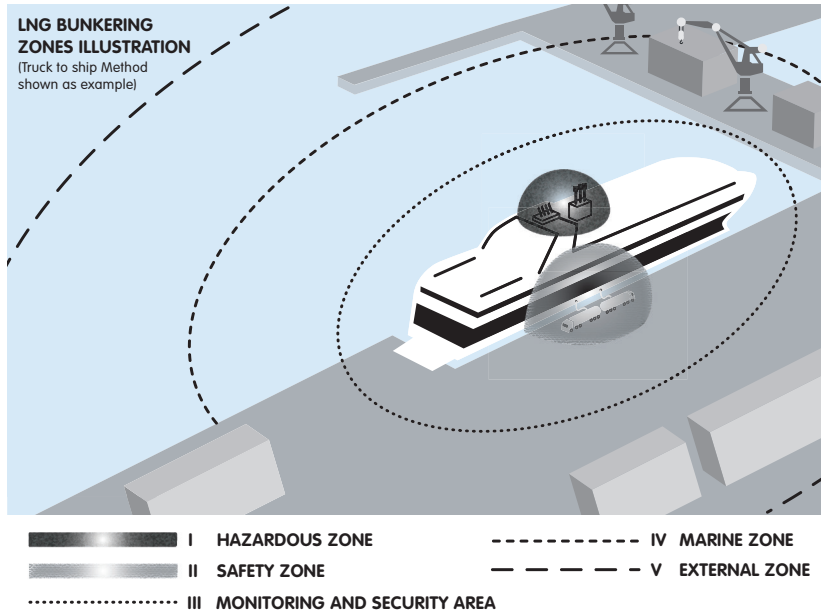 LNG BUNKERING
ZONES ILLUSTRATION
(Truck to ship Method
shown as example)
I HAZARDOUS ZONE
II SAFETY ZONE
III MONITORING AND SECURITY AREA
IV MARINE ZONE
V EXTERNAL ZONE